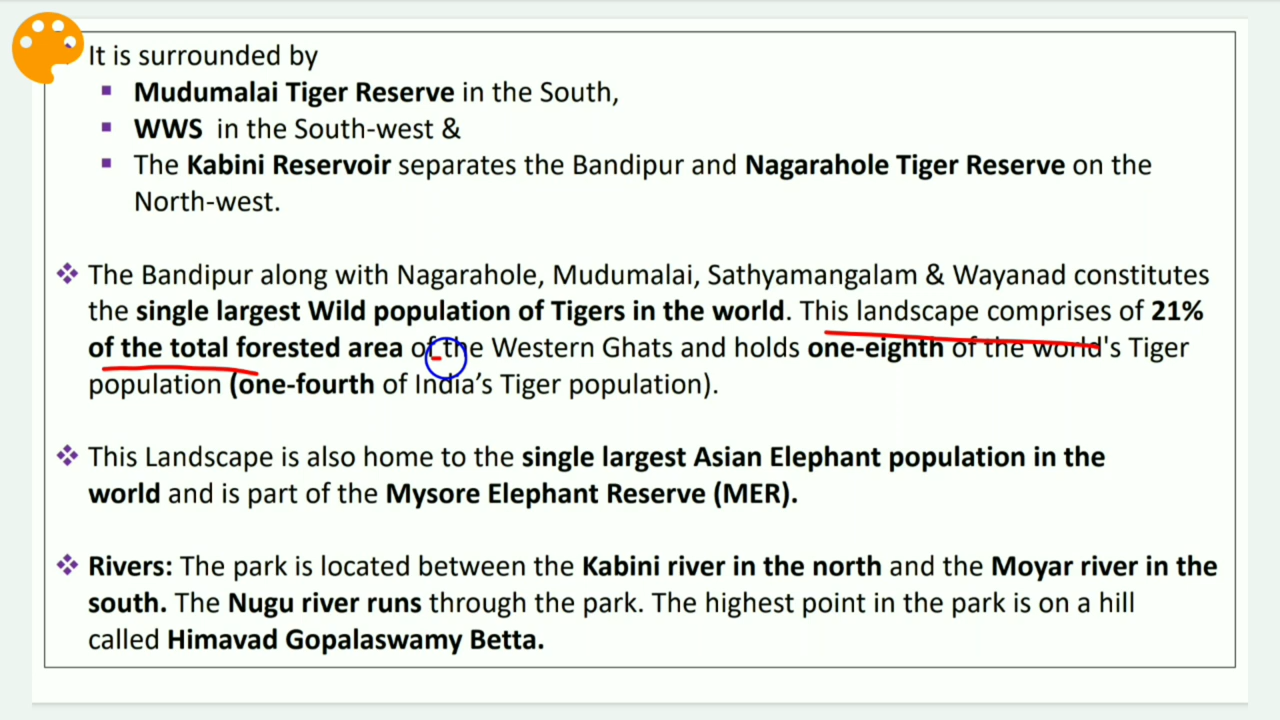 It is surrounded by
▪ Mudumalai Tiger Reserve in the South,
▪ WWS in the South-west &
▪ The Kabini Reservoir separates the Bandipur and Nagarahole Tiger Reserve on the
North-west.
❖ The Bandipur along with Nagarahole, Mudumalai, Sathyamangalam & Wayanad constitutes
the single largest Wild population of Tigers in the world. This landscape comprises of 21%
of the total forested area of the Western Ghats and holds one-eighth of the world's Tiger
population (one-fourth of India’s Tiger population).
❖ This Landscape is also home to the single largest Asian Elephant population in the
world and is part of the Mysore Elephant Reserve (MER).
❖ Rivers: The park is located between the Kabini river in the north and the Moyar river in the
south. The Nugu river runs through the park. The highest point in the park is on a hill
called Himavad Gopalaswamy Betta.